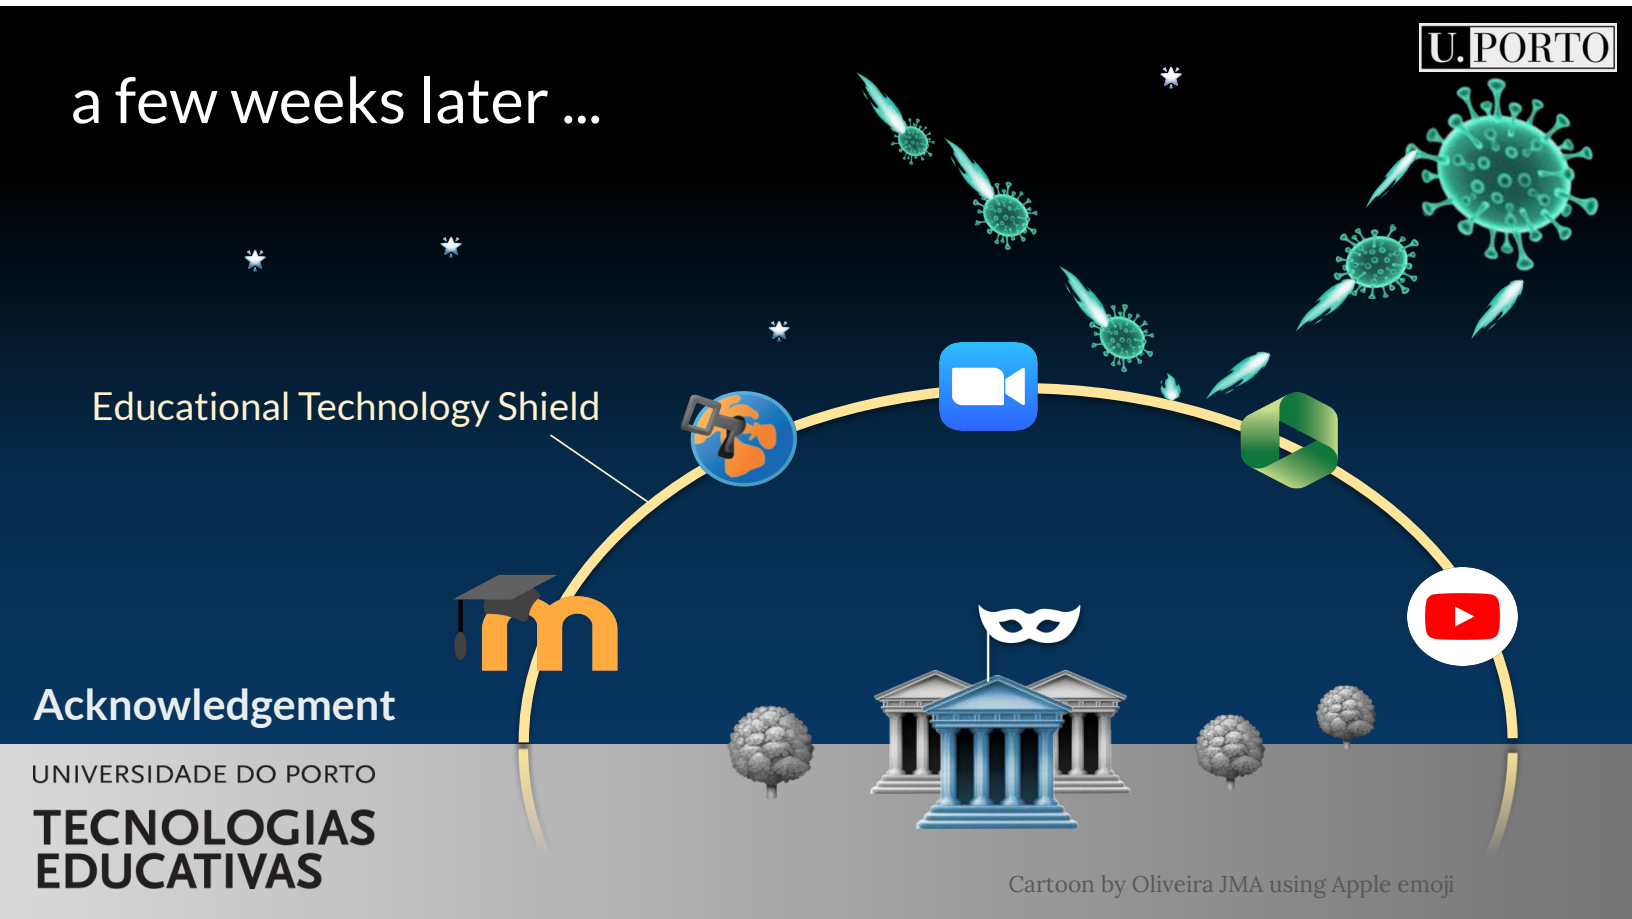 a few weeks later ...
U.PORTO
Educational Technology Shield
m
Acknowledgement
UNIVERSIDADE DO PORTO
TECNOLOGIAS
EDUCATIVAS
Cartoon by Oliveira JMA using Apple emoji